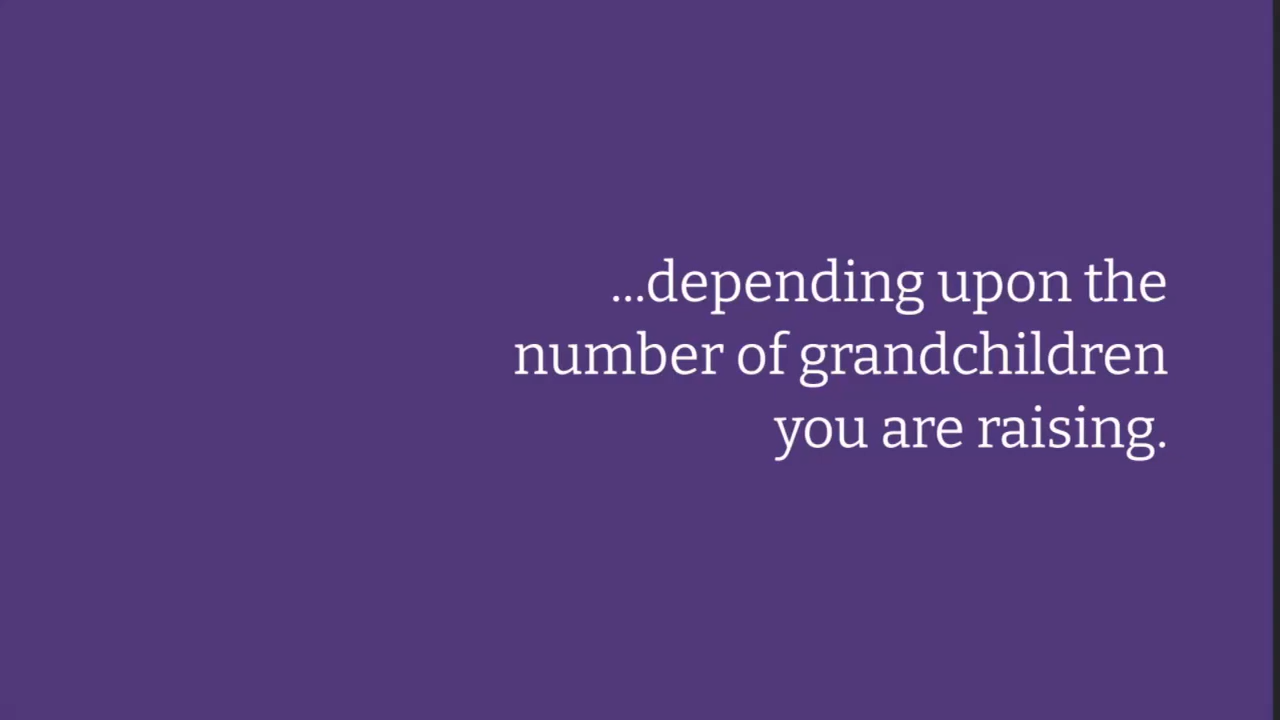 ...depending upon the
number of grandchildren
you are raising.